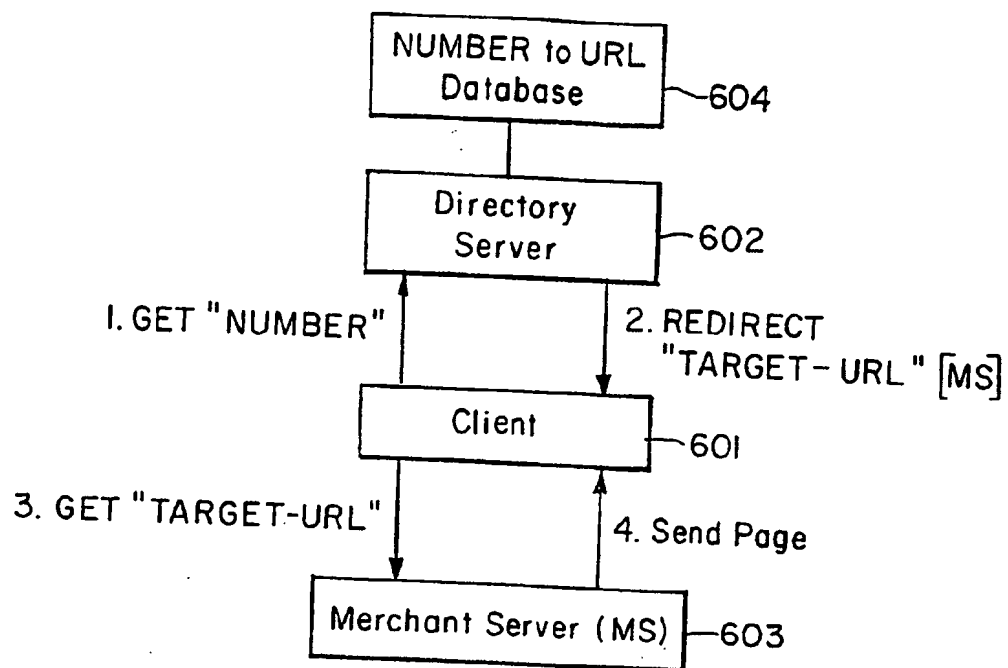 NUMBER to URL
Database
604
Directory
Server
602
1. GET "NUMBER"
2. REDIRECT
"TARGET-URL" [MS]
Client
601
3. GET "TARGET-URL"
4. Send Page
Merchant Server (MS)
603